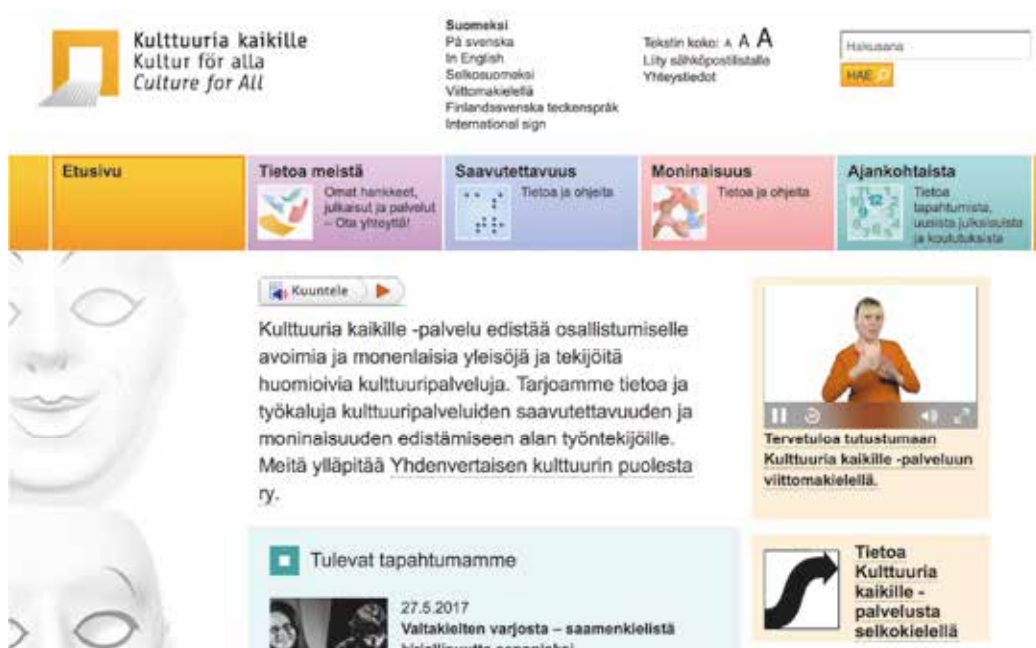 Kulttuuria kaikille
Kultur för alla
Culture for All
Suomeksi
På svenska
In English
Selkosuomeksi
Viittomakielellä
Finlandssvenska teckenspråk
International sign
Tekstin koko: A A A
Liity sähköpostilistalle
Yhteystiedot
Hakusana
HAE
Etusivu
Tietoa meistä
Omat hankkeet,
julkaisut ja palvelut
– Ota yhteyttä!
Saavutettavuus
Tietoa ja ohjeita
Moninaisuus
Tietoa ja ohjeita
Ajankohtaista
Tietoa
tapahtumista,
uusista julkaisuista
ja koulutuksista
Kuuntele
Kulttuuria kaikille -palvelu edistää osallistumiselle
avoimia ja monenlaisia yleisöjä ja tekijöitä
huomioivia kulttuuripalveluja. Tarjoamme tietoa ja
työkaluja kulttuuripalveluiden saavutettavuuden ja
moninaisuuden edistämiseen alan työntekijöille.
Meitä ylläpitää Yhdenvertaisen kulttuurin puolesta
ry.
Tervetuloa tutustumaan
Kulttuuria kaikille -palveluun
viittomakielellä.
Tulevat tapahtumamme
27.5.2017
Valtakielten varjosta – saamenkielistä
Tietoa
Kulttuuria
kaikille -
palvelusta
selkokielellä